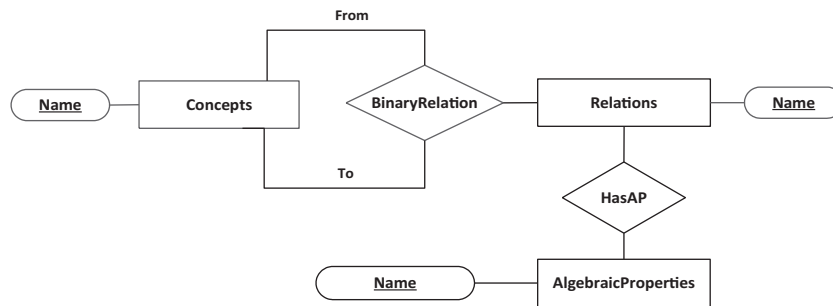 From
Name
Concepts
BinaryRelation
Relations
Name
To
HasAP
Name
AlgebraicProperties